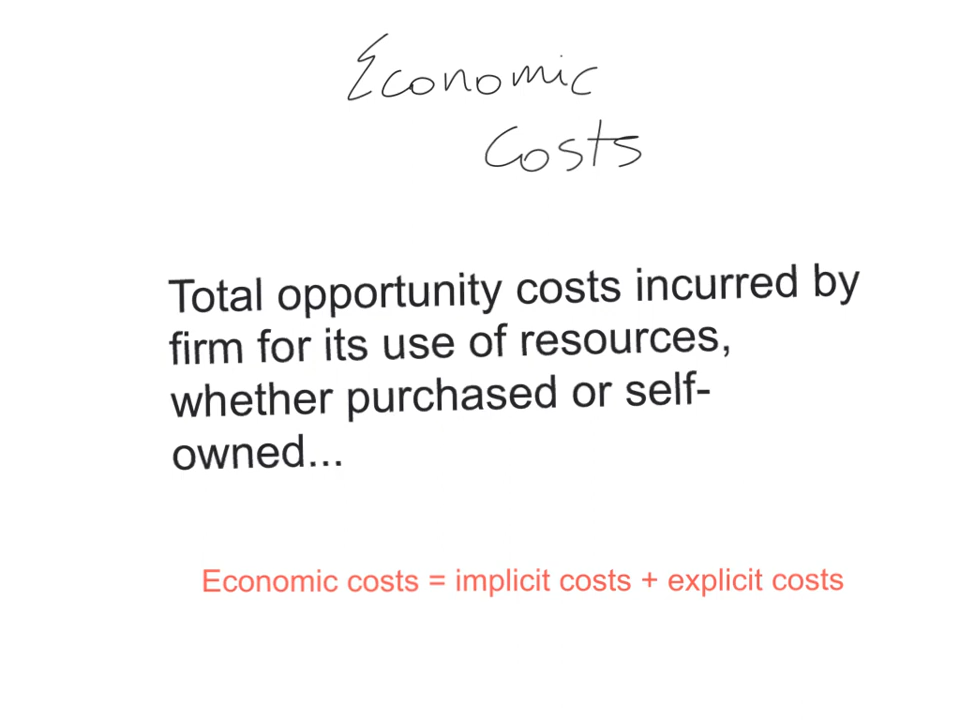 Economic
Costs
Total opportunity costs incurred by
firm for its use of resources,
whether purchased or self-
owned...
Economic costs = implicit costs + explicit costs